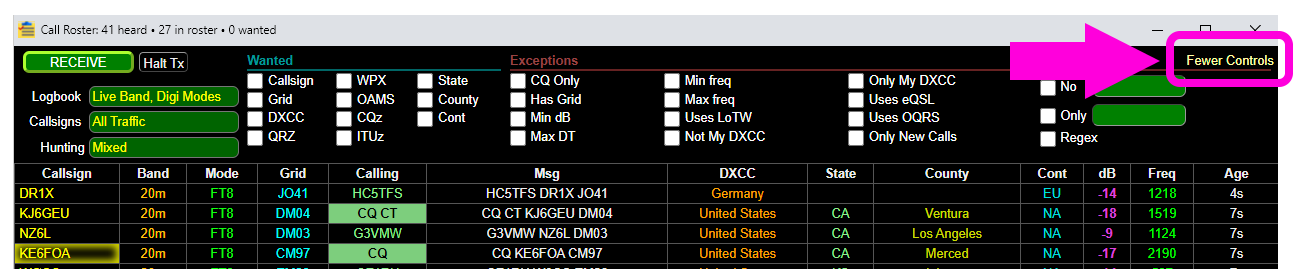 Call Roster: 41 heard • 27 in roster • 0 wanted
RECEIVE Halt Tx Wanted Exceptions Fewer Controls
Callsign WPX State CQ Only Min freq Only My DXCC No
Logbook Live Band, Digi Modes Grid OAMS County Has Grid Max freq Uses eQSL
Callsigns All Traffic DXCC CQz Cont Min dB Uses LoTW Uses OQRS Only
Hunting Mixed QRZ ITUz Max DT Not My DXCC Only New Calls Regex
Callsign Band Mode Grid Calling Msg DXCC State County Cont dB Freq Age
DR1X 20m FT8 JO41 HC5TFS HC5TFS DR1X JO41 Germany EU -14 1218 4s
KJ6GEU 20m FT8 DM04 CQ CT CQ CT KJ6GEU DM04 United States CA Ventura NA -18 1519 7s
NZ6L 20m FT8 DM03 G3VMW G3VMW NZ6L DM03 United States CA Los Angeles NA -9 1124 7s
KE6FOA 20m FT8 CM97 CQ CQ KE6FOA CM97 United States CA Merced NA -17 2190 7s